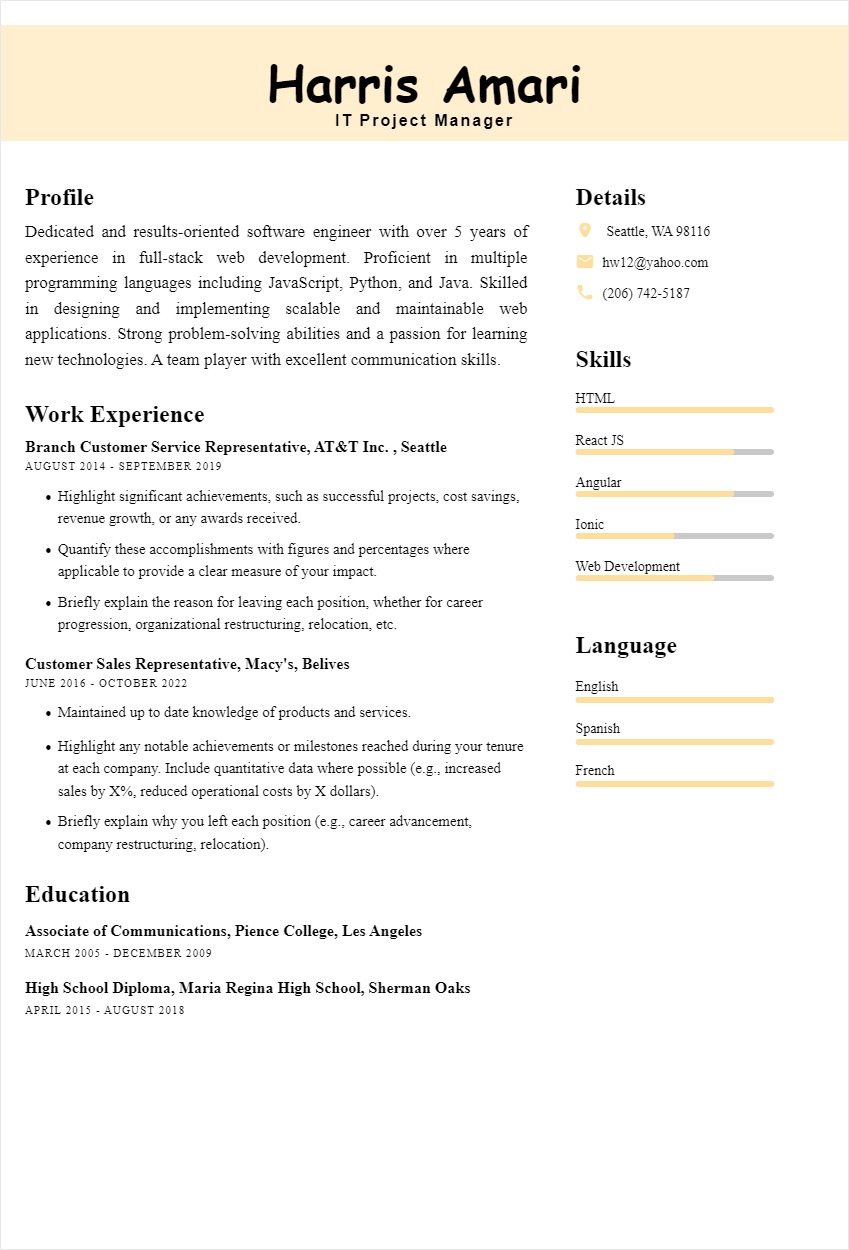 Harris Amari
IT Project Manager
Profile
Dedicated and results-oriented software engineer with over 5 years of
experience in full-stack web development. Proficient in multiple
programming languages including JavaScript, Python, and Java. Skilled
in designing and implementing scalable and maintainable web
applications. Strong problem-solving abilities and a passion for learning
new technologies. A team player with excellent communication skills.
Work Experience
Branch Customer Service Representative, AT&T Inc. , Seattle
AUGUST 2014 - SEPTEMBER 2019
• Highlight significant achievements, such as successful projects, cost savings,
revenue growth, or any awards received.
• Quantify these accomplishments with figures and percentages where
applicable to provide a clear measure of your impact.
• Briefly explain the reason for leaving each position, whether for career
progression, organizational restructuring, relocation, etc.
Customer Sales Representative, Macy's, Belives
JUNE 2016 - OCTOBER 2022
• Maintained up to date knowledge of products and services.
• Highlight any notable achievements or milestones reached during your tenure
at each company. Include quantitative data where possible (e.g., increased
sales by X%, reduced operational costs by X dollars).
• Briefly explain why you left each position (e.g., career advancement,
company restructuring, relocation).
Education
Associate of Communications, Pience College, Les Angeles
MARCH 2005 - DECEMBER 2009
High School Diploma, Maria Regina High School, Sherman Oaks
APRIL 2015 - AUGUST 2018
Details
Seattle, WA 98116
hw12@yahoo.com
(206) 742-5187
Skills
HTML
React JS
Angular
Ionic
Web Development
Language
English
Spanish
French